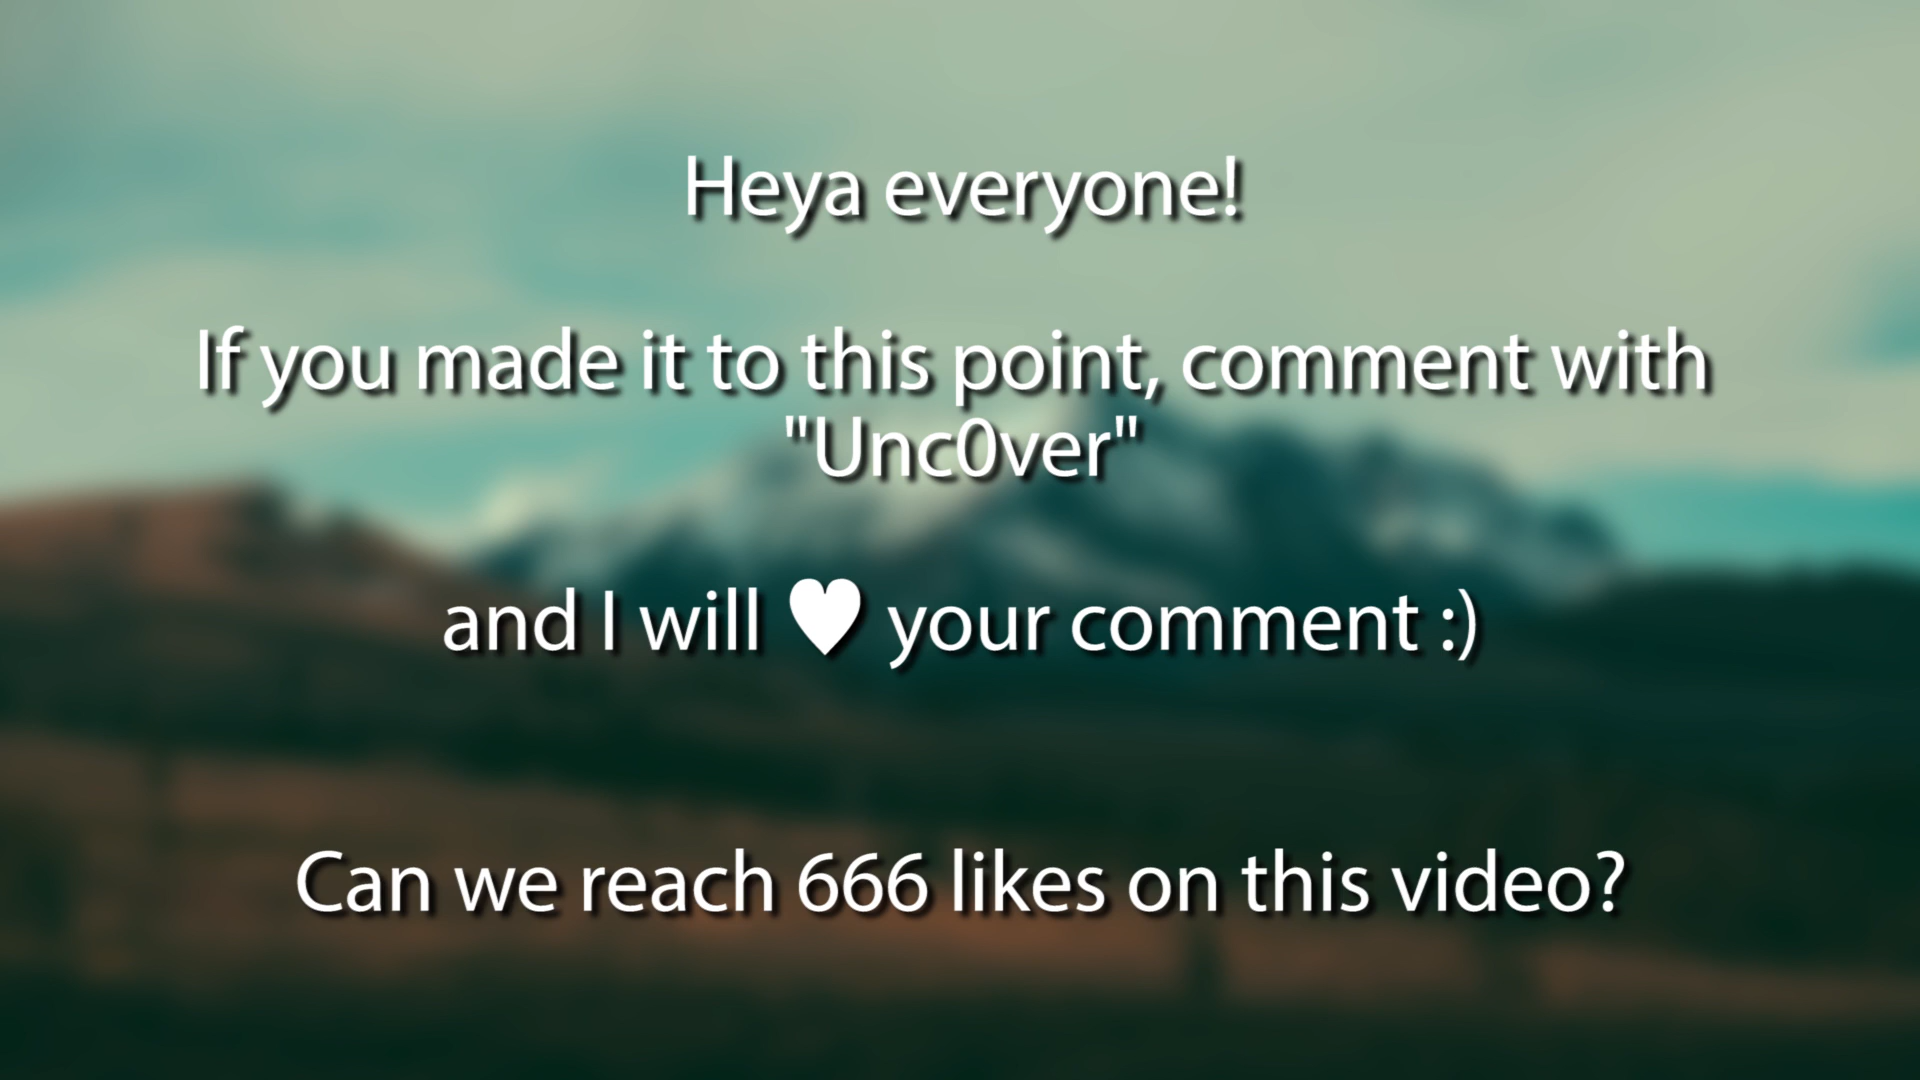 Heya everyone!
If you made it to this point, comment with
"Unc0ver"
and I will ♥ your comment :)
Can we reach 666 likes on this video?